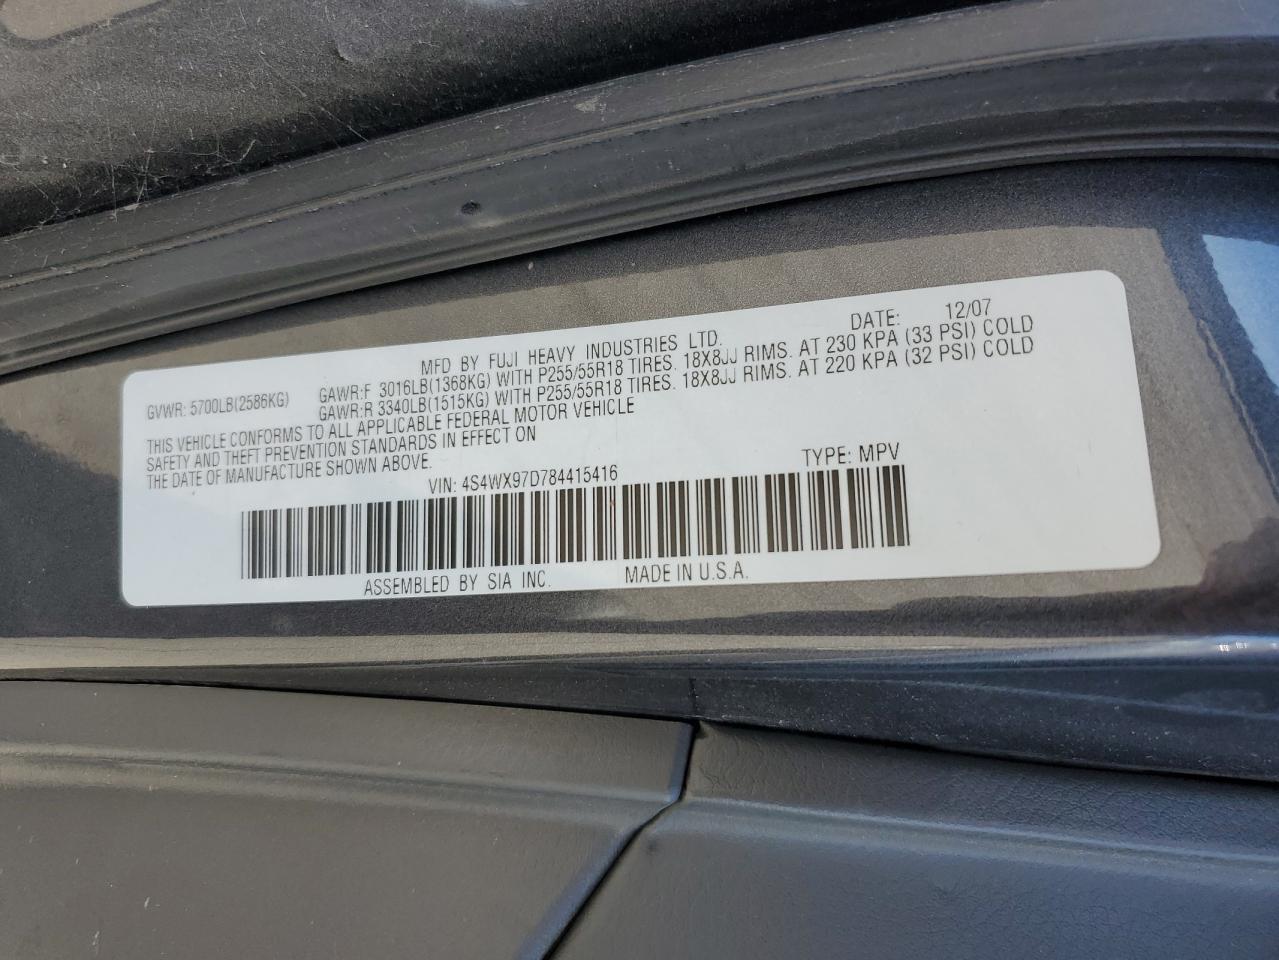 MFD BY FUJI HEAVY INDUSTRIES LTD. DATE: 12/07
GVWR: 5700LB(2586KG) GAWR:F 3016LB(1368KG) WITH P255/55R18 TIRES. 18X8JJ RIMS. AT 230 KPA (33 PSI) COLD
GAWR:R 3340LB(1515KG) WITH P255/55R18 TIRES. 18X8JJ RIMS. AT 220 KPA (32 PSI) COLD
THIS VEHICLE CONFORMS TO ALL APPLICABLE FEDERAL MOTOR VEHICLE
SAFETY AND THEFT PREVENTION STANDARDS IN EFFECT ON
THE DATE OF MANUFACTURE SHOWN ABOVE.
VIN: 4S4WX97D784415416 TYPE: MPV
ASSEMBLED BY SIA INC. MADE IN U.S.A.